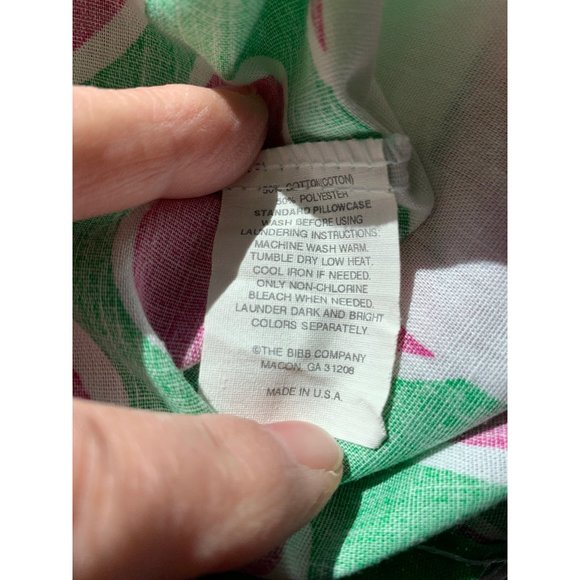 50% COTTON(COTON)
50% POLYESTER
STANDARD PILLOWCASE
WASH BEFORE USING
LAUNDERING INSTRUCTIONS:
MACHINE WASH WARM.
TUMBLE DRY LOW HEAT.
COOL IRON IF NEEDED.
ONLY NON-CHLORINE
BLEACH WHEN NEEDED.
LAUNDER DARK AND BRIGHT
COLORS SEPARATELY.
©THE BIBB COMPANY
MACON, GA 31208
MADE IN U.S.A.